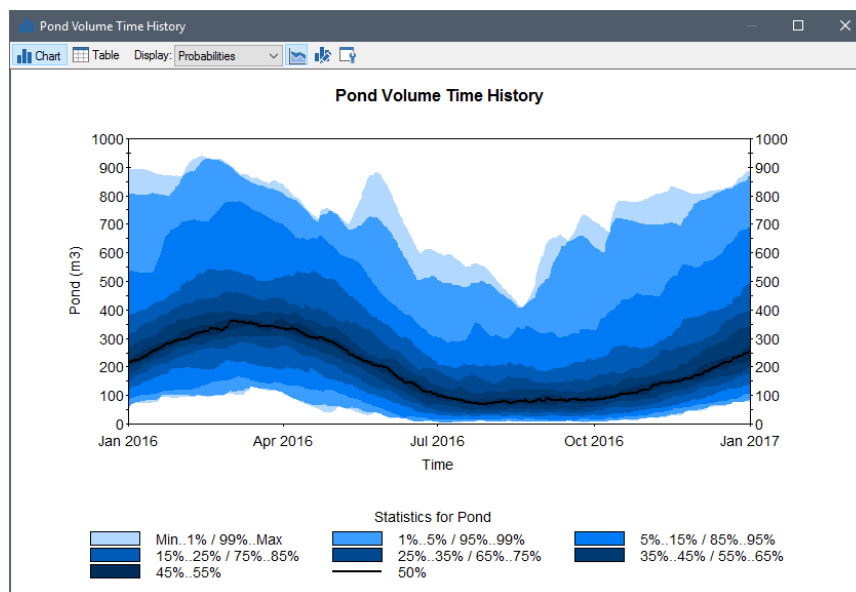 Pond Volume Time History
Chart Table Display: Probabilities
Pond Volume Time History
1000 1000
900 900
800 800
700 700
600 600
500 500
400 400
300 300
200 200
100 100
0 0
Pond (m3)
Jan 2016 Apr 2016 Jul 2016 Oct 2016 Jan 2017
Time
Statistics for Pond
Min..1% / 99%..Max 1%..5% / 95%..99% 5%..15% / 85%..95%
15%..25% / 75%..85% 25%..35% / 65%..75% 35%..45% / 55%..65%
45%..55% 50%